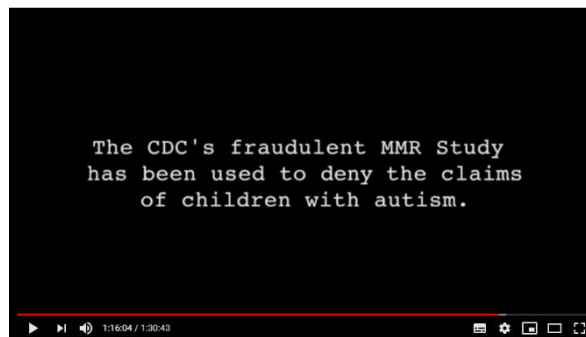 The CDC's fraudulent MMR Study
has been used to deny the claims
of children with autism.
1:16:04 / 1:30:43